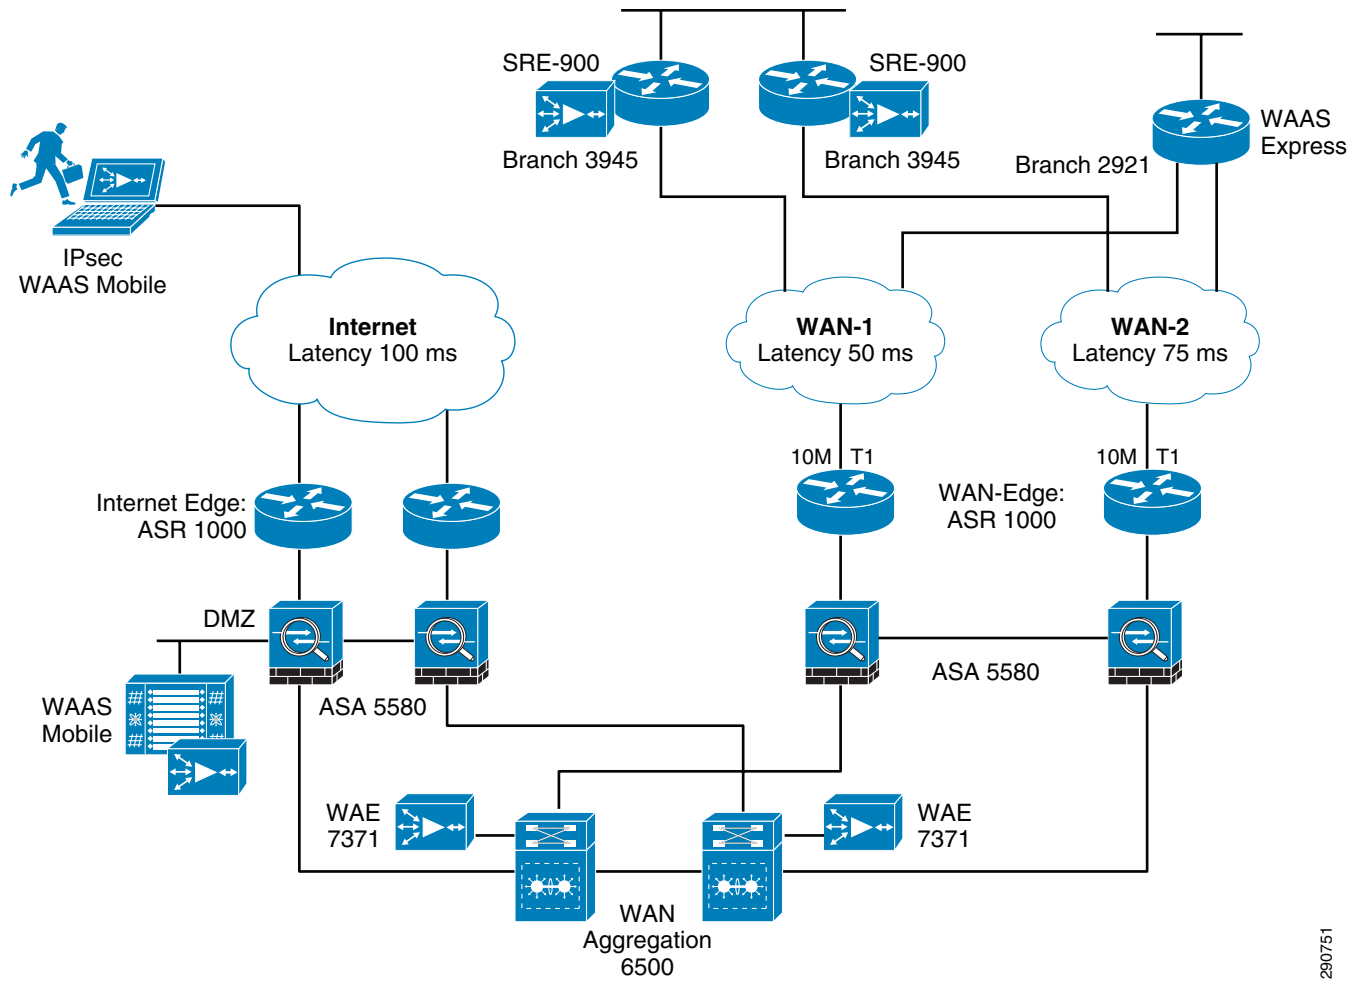 SRE-900
SRE-900
WAAS
Express
Branch 3945
Branch 3945
Branch 2921
IPsec
WAAS Mobile
Internet
Latency 100 ms
WAN-1
Latency 50 ms
WAN-2
Latency 75 ms
10M T1
10M T1
Internet Edge:
ASR 1000
WAN-Edge:
ASR 1000
DMZ
ASA 5580
ASA 5580
WAAS
Mobile
WAE
7371
WAE
7371
WAN
Aggregation
6500
290751